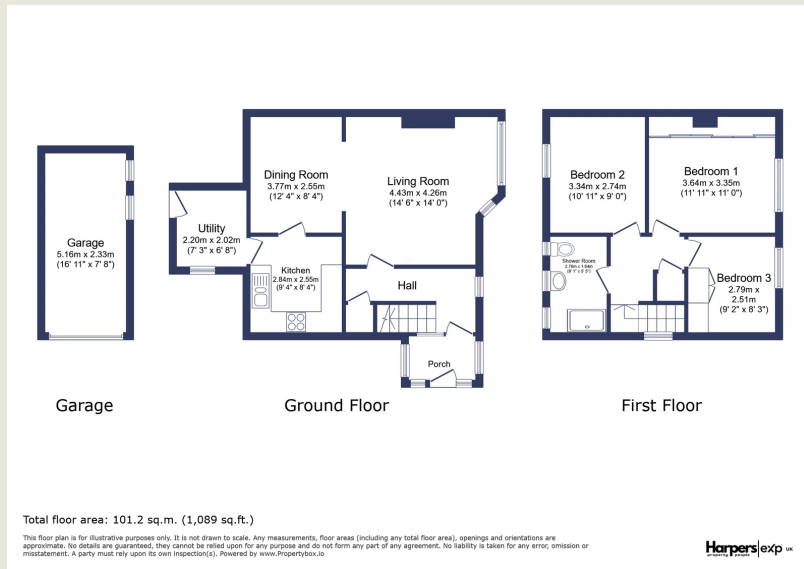 Garage
5.16m x 2.33m
(16' 11" x 7' 8")
Garage
Dining Room
3.77m x 2.55m
(12' 4" x 8' 4")
Living Room
4.43m x 4.26m
(14' 6" x 14' 0")
Utility
2.20m x 2.02m
(7' 3" x 6' 8")
Kitchen
2.84m x 2.55m
(9' 4" x 8' 4")
Hall
Porch
Ground Floor
Bedroom 2
3.34m x 2.74m
(10' 11" x 9' 0")
Bedroom 1
3.64m x 3.35m
(11' 11" x 11' 0")
Shower Room
Bedroom 3
2.79m x
2.51m
(9' 2" x 8' 3")
First Floor
Total floor area: 101.2 sq.m. (1,089 sq.ft.)
This floor plan is for illustrative purposes only. It is not drawn to scale. Any measurements, floor areas (including any total floor area), openings and orientations are
approximate. No details are guaranteed, they cannot be relied upon for any purpose and do not form any part of any agreement. No liability is taken for any error, omission or
misstatement. A party must rely upon its own inspection(s). Powered by www.Propertybox.io
Harpers exp UK
property people